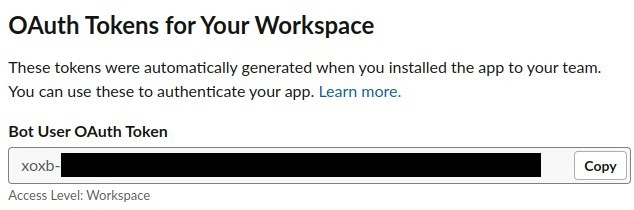 OAuth Tokens for Your Workspace
These tokens were automatically generated when you installed the app to your team.
You can use these to authenticate your app. Learn more.
Bot User OAuth Token
xoxb-
Copy
Access Level: Workspace